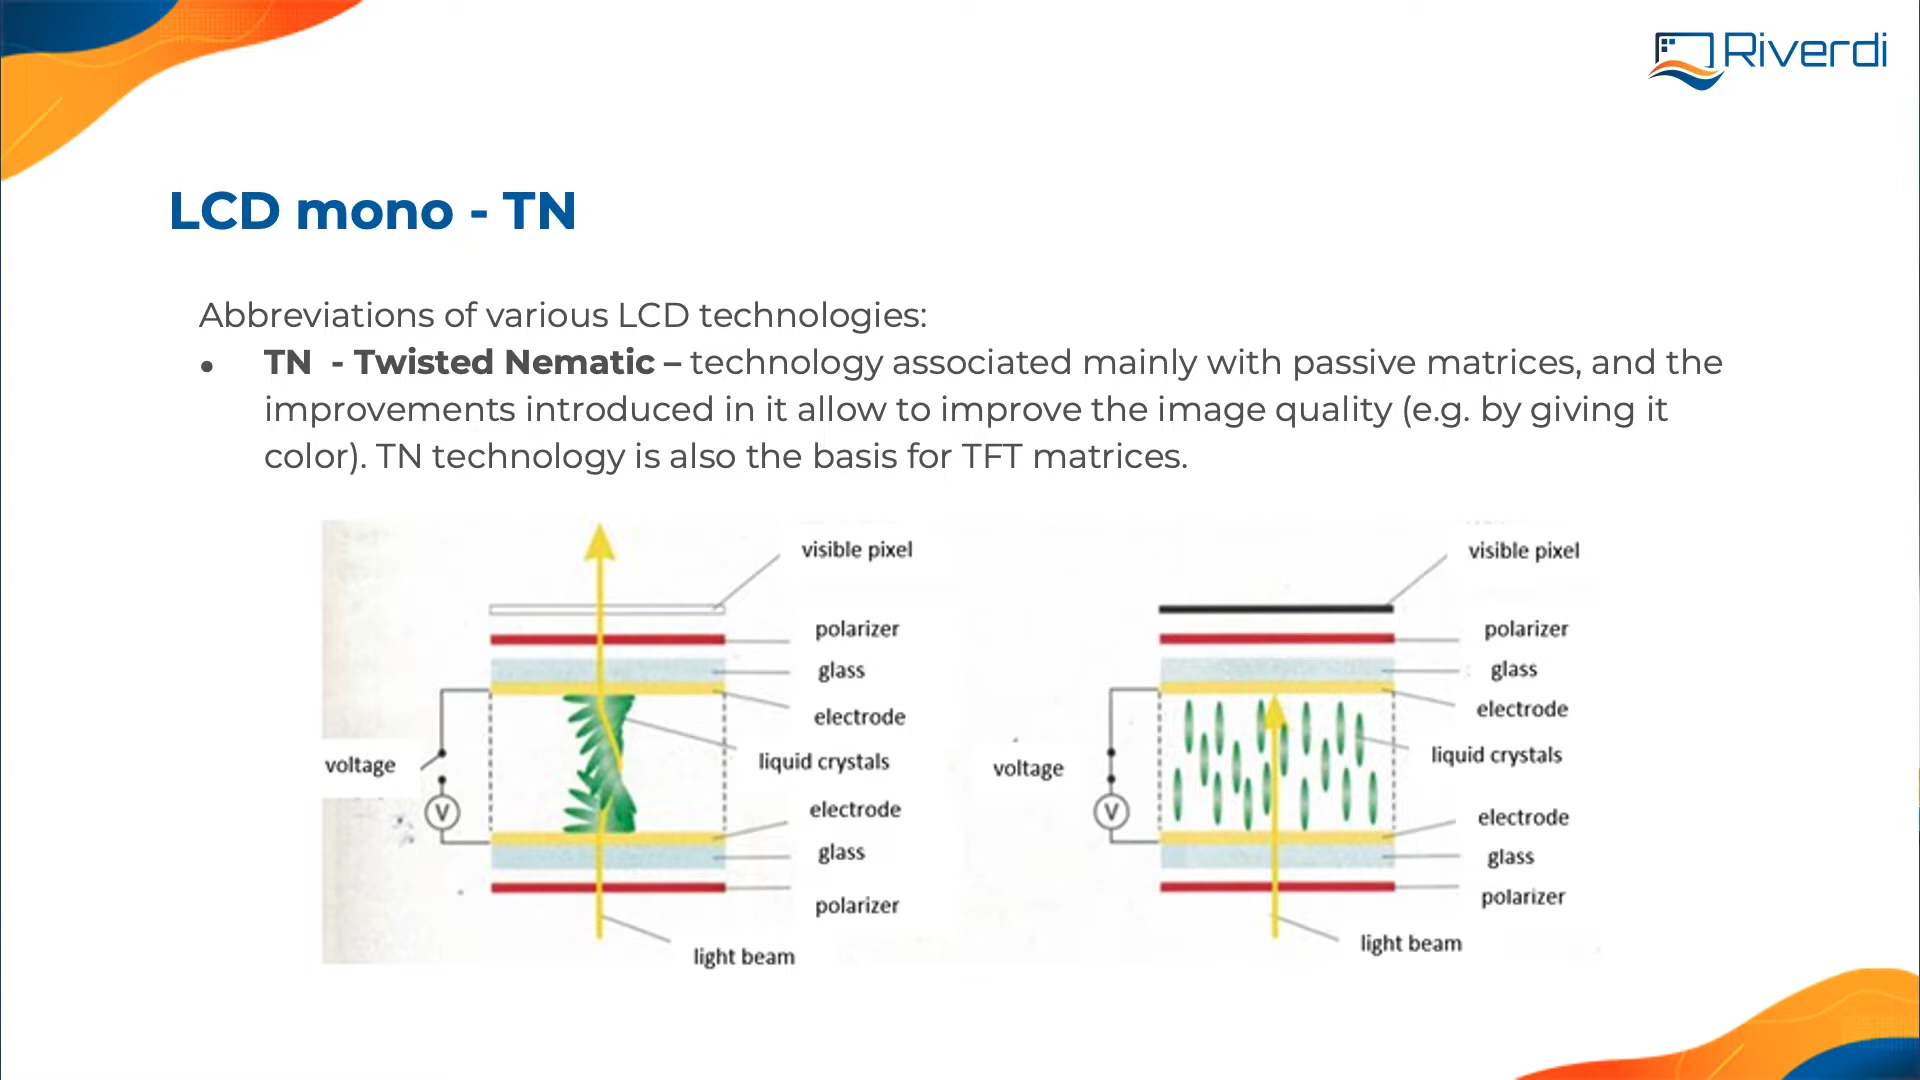 Riverdi
LCD mono - TN
Abbreviations of various LCD technologies:
● TN - Twisted Nematic – technology associated mainly with passive matrices, and the
improvements introduced in it allow to improve the image quality (e.g. by giving it
color). TN technology is also the basis for TFT matrices.
visible pixel
polarizer
glass
electrode
liquid crystals
voltage
V
electrode
glass
polarizer
light beam
visible pixel
polarizer
glass
electrode
liquid crystals
voltage
V
electrode
glass
polarizer
light beam